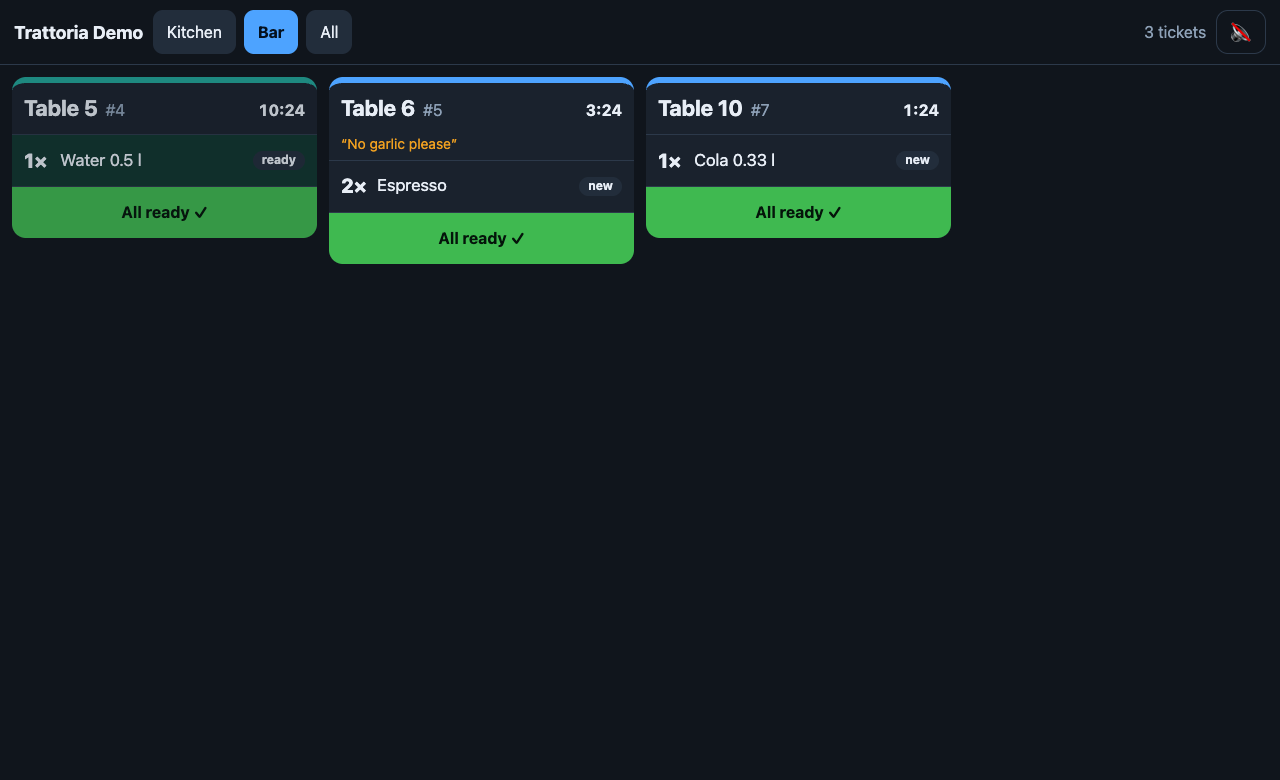 Trattoria Demo Kitchen Bar All 3 tickets
Table 5 #4 10:24
1× Water 0.5 l ready
All ready ✓
Table 6 #5 3:24
“No garlic please”
2× Espresso new
All ready ✓
Table 10 #7 1:24
1× Cola 0.33 l new
All ready ✓